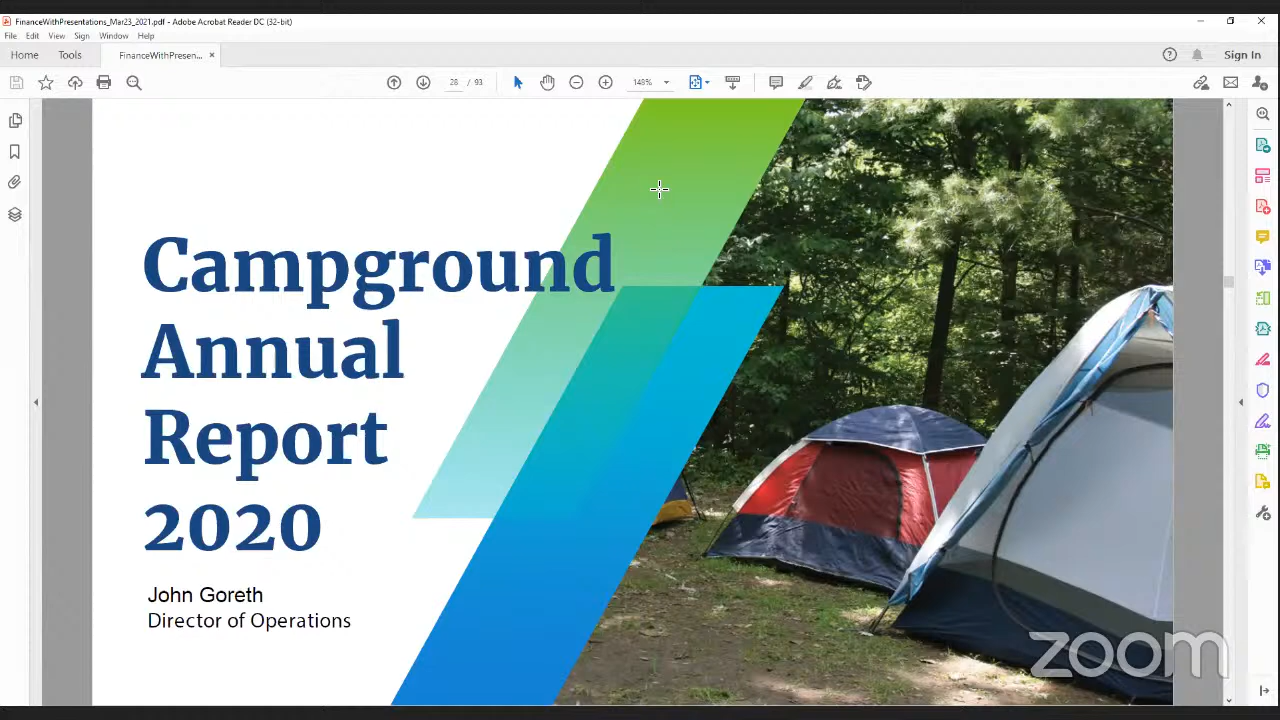 FinanceWithPresentations_Mar23_2021.pdf - Adobe Acrobat Reader DC (32-bit)
File Edit View Sign Window Help
Home Tools FinanceWithPresen... × Sign In
28 / 93 148%
Campground
Annual
Report
2020
John Goreth
Director of Operations
zoom